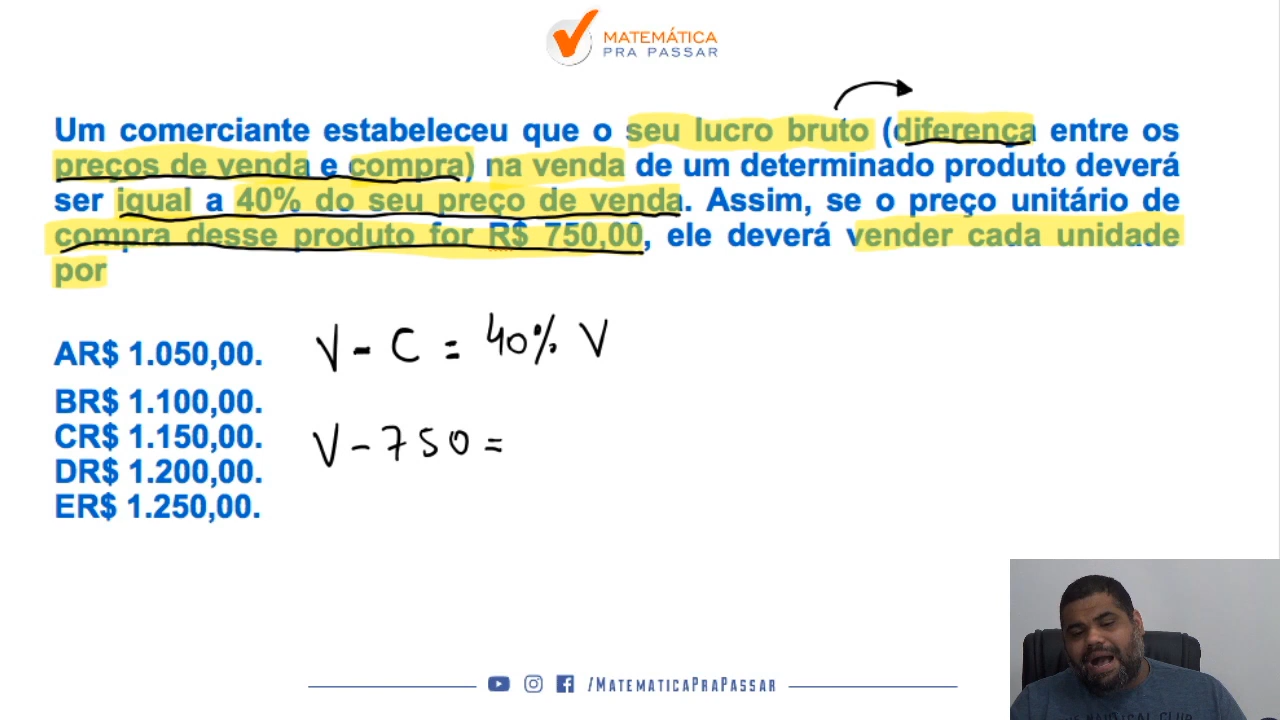 MATEMÁTICA
PRA PASSAR
Um comerciante estabeleceu que o seu lucro bruto (diferença entre os
preços de venda e compra) na venda de um determinado produto deverá
ser igual a 40% do seu preço de venda. Assim, se o preço unitário de
compra desse produto for R$ 750,00, ele deverá vender cada unidade
por
AR$ 1.050,00.
V - C = 40% V
BR$ 1.100,00.
CR$ 1.150,00.
V - 750 =
DR$ 1.200,00.
ER$ 1.250,00.
/MATEMATICAPRAPASSAR